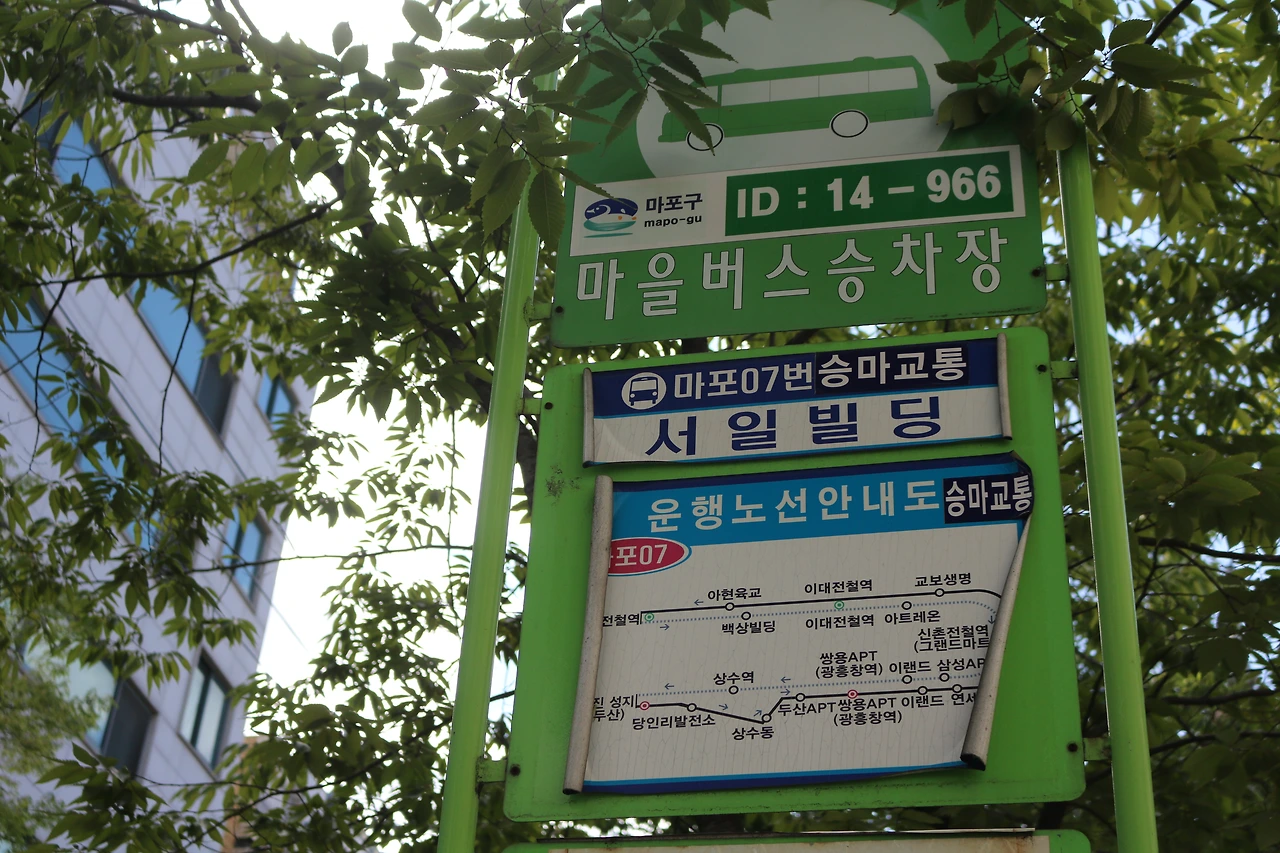 마포구
mapo-gu
ID : 14 - 966
마을버스승차장
마포07번 승마교통
서일빌딩
운행노선안내도 승마교통
포07
아현육교 이대전철역 교보생명
전철역
백상빌딩 이대전철역 아트레온
신촌전철역
(그랜드마트
쌍용APT
상수역 (광흥창역) 이랜드 삼성AP
진 성지
두산)
당인리발전소 두산APT 쌍용APT 이랜드 연세
상수동 (광흥창역)